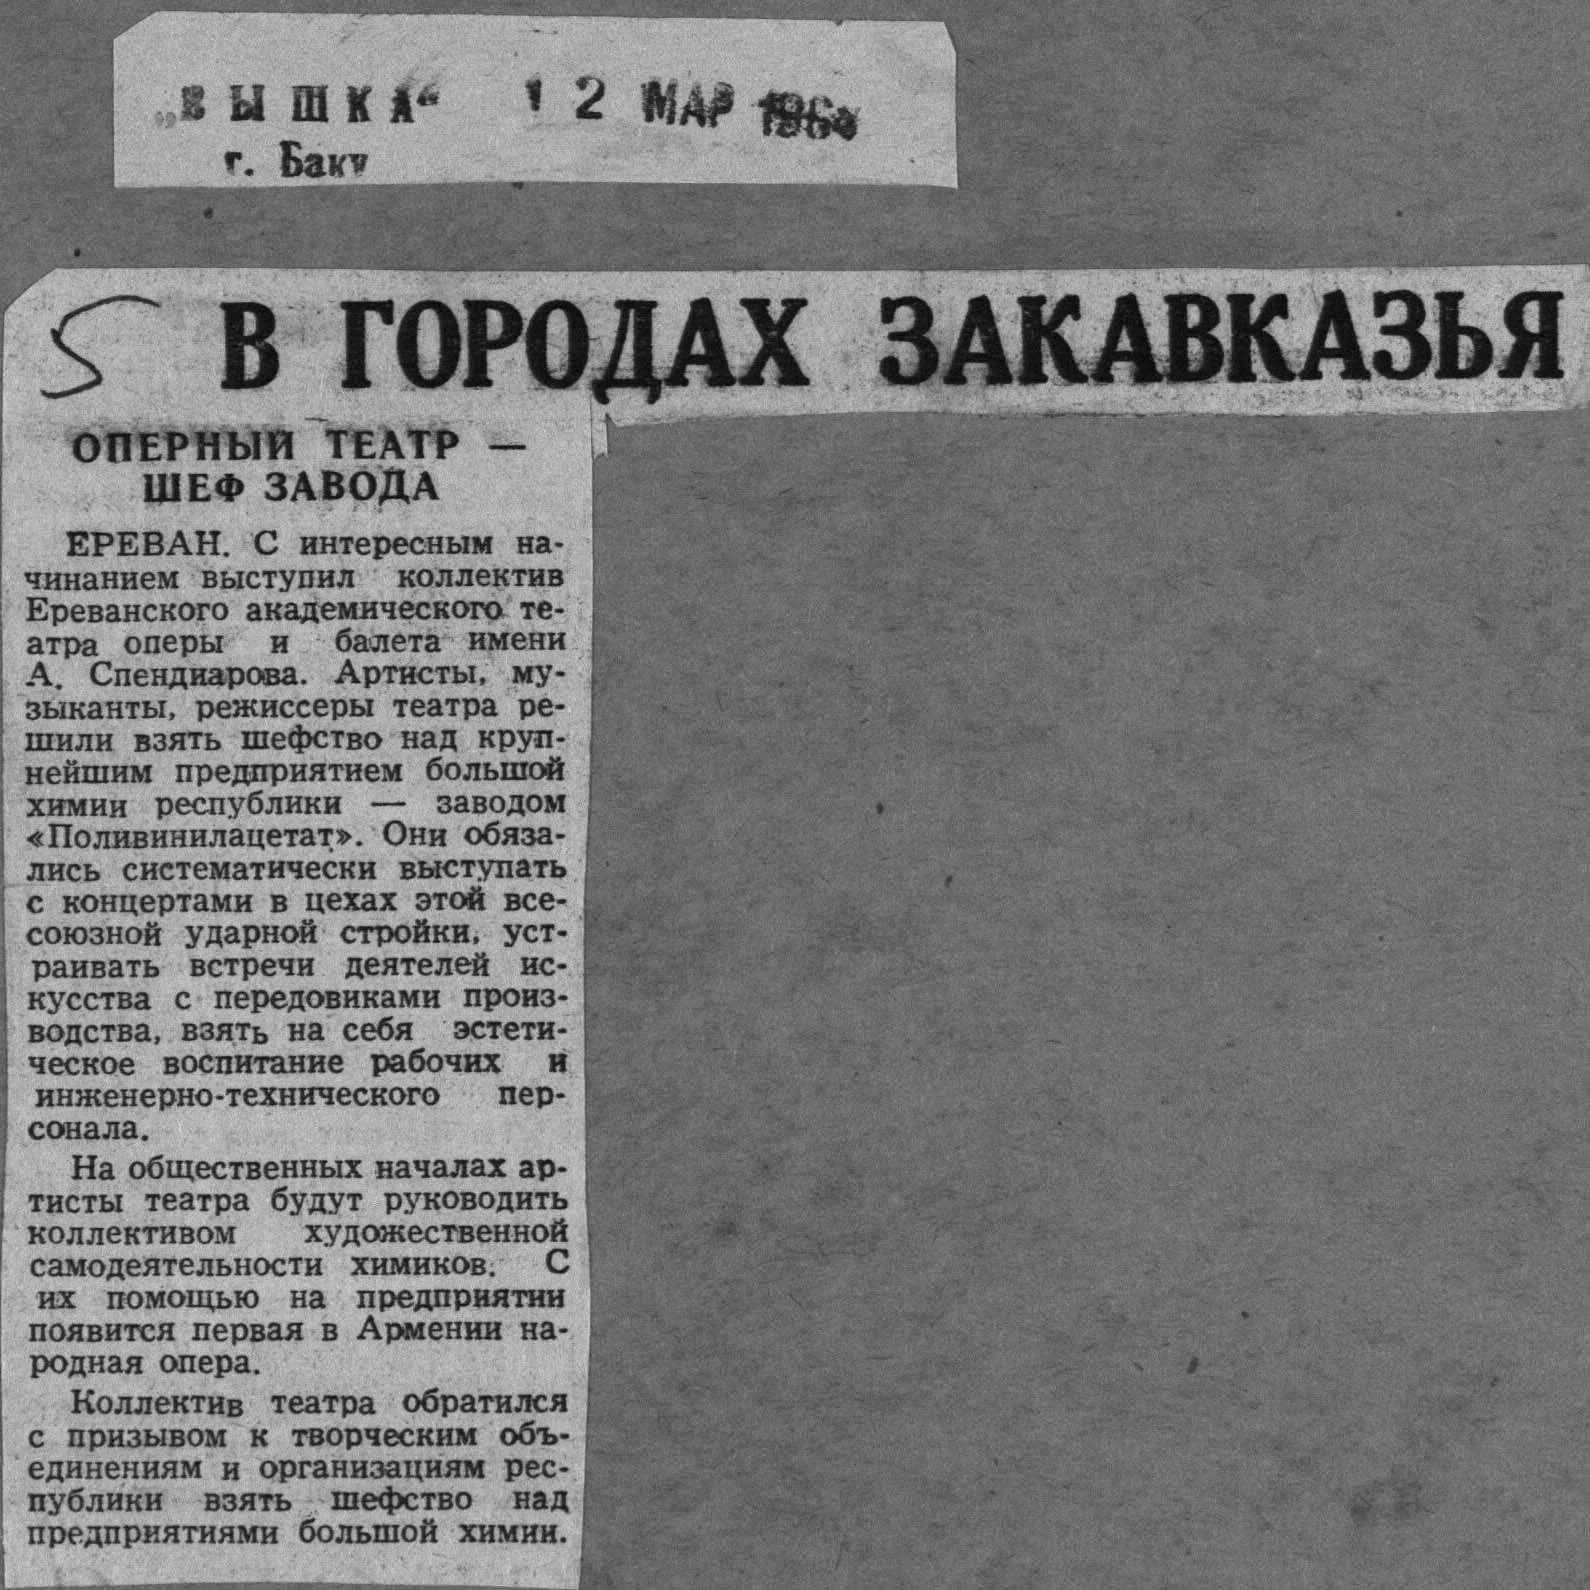 „ВЫШКА“ 12 МАР
г. Баку
В ГОРОДАХ ЗАКАВКАЗЬЯ
ОПЕРНЫЙ ТЕАТР —
ШЕФ ЗАВОДА
ЕРЕВАН. С интересным на-
чинанием выступил коллектив
Ереванского академического те-
атра оперы и балета имени
А. Спендиарова. Артисты, му-
зыканты, режиссеры театра ре-
шили взять шефство над круп-
нейшим предприятием большой
химии республики — заводом
«Поливинилацетат». Они обяза-
лись систематически выступать
с концертами в цехах этой все-
союзной ударной стройки, уст-
раивать встречи деятелей ис-
кусства с передовиками произ-
водства, взять на себя эстети-
ческое воспитание рабочих и
инженерно-технического пер-
сонала.
На общественных началах ар-
тисты театра будут руководить
коллективом художественной
самодеятельности химиков. С
их помощью на предприятии
появится первая в Армении на-
родная опера.
Коллектив театра обратился
с призывом к творческим объ-
единениям и организациям рес-
публики взять шефство над
предприятиями большой химии.